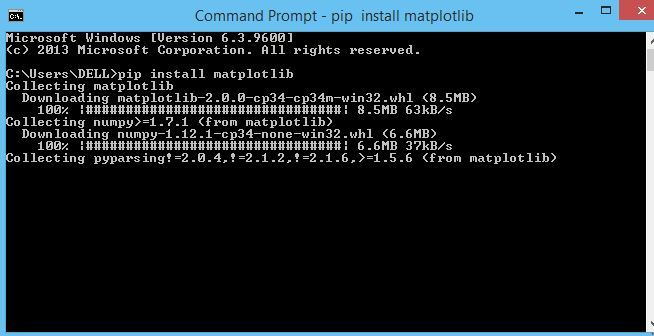 Command Prompt - pip  install matplotlib
Microsoft Windows [Version 6.3.9600]
(c) 2013 Microsoft Corporation. All rights reserved.
C:\Users\DELL>pip install matplotlib
Collecting matplotlib
  Downloading matplotlib-2.0.0-cp34-cp34m-win32.whl (8.5MB)
    100% |################################| 8.5MB 63kB/s
Collecting numpy>=1.7.1 (from matplotlib)
  Downloading numpy-1.12.1-cp34-none-win32.whl (6.6MB)
    100% |################################| 6.6MB 37kB/s
Collecting pyparsing!=2.0.4,!=2.1.2,!=2.1.6,>=1.5.6 (from matplotlib)